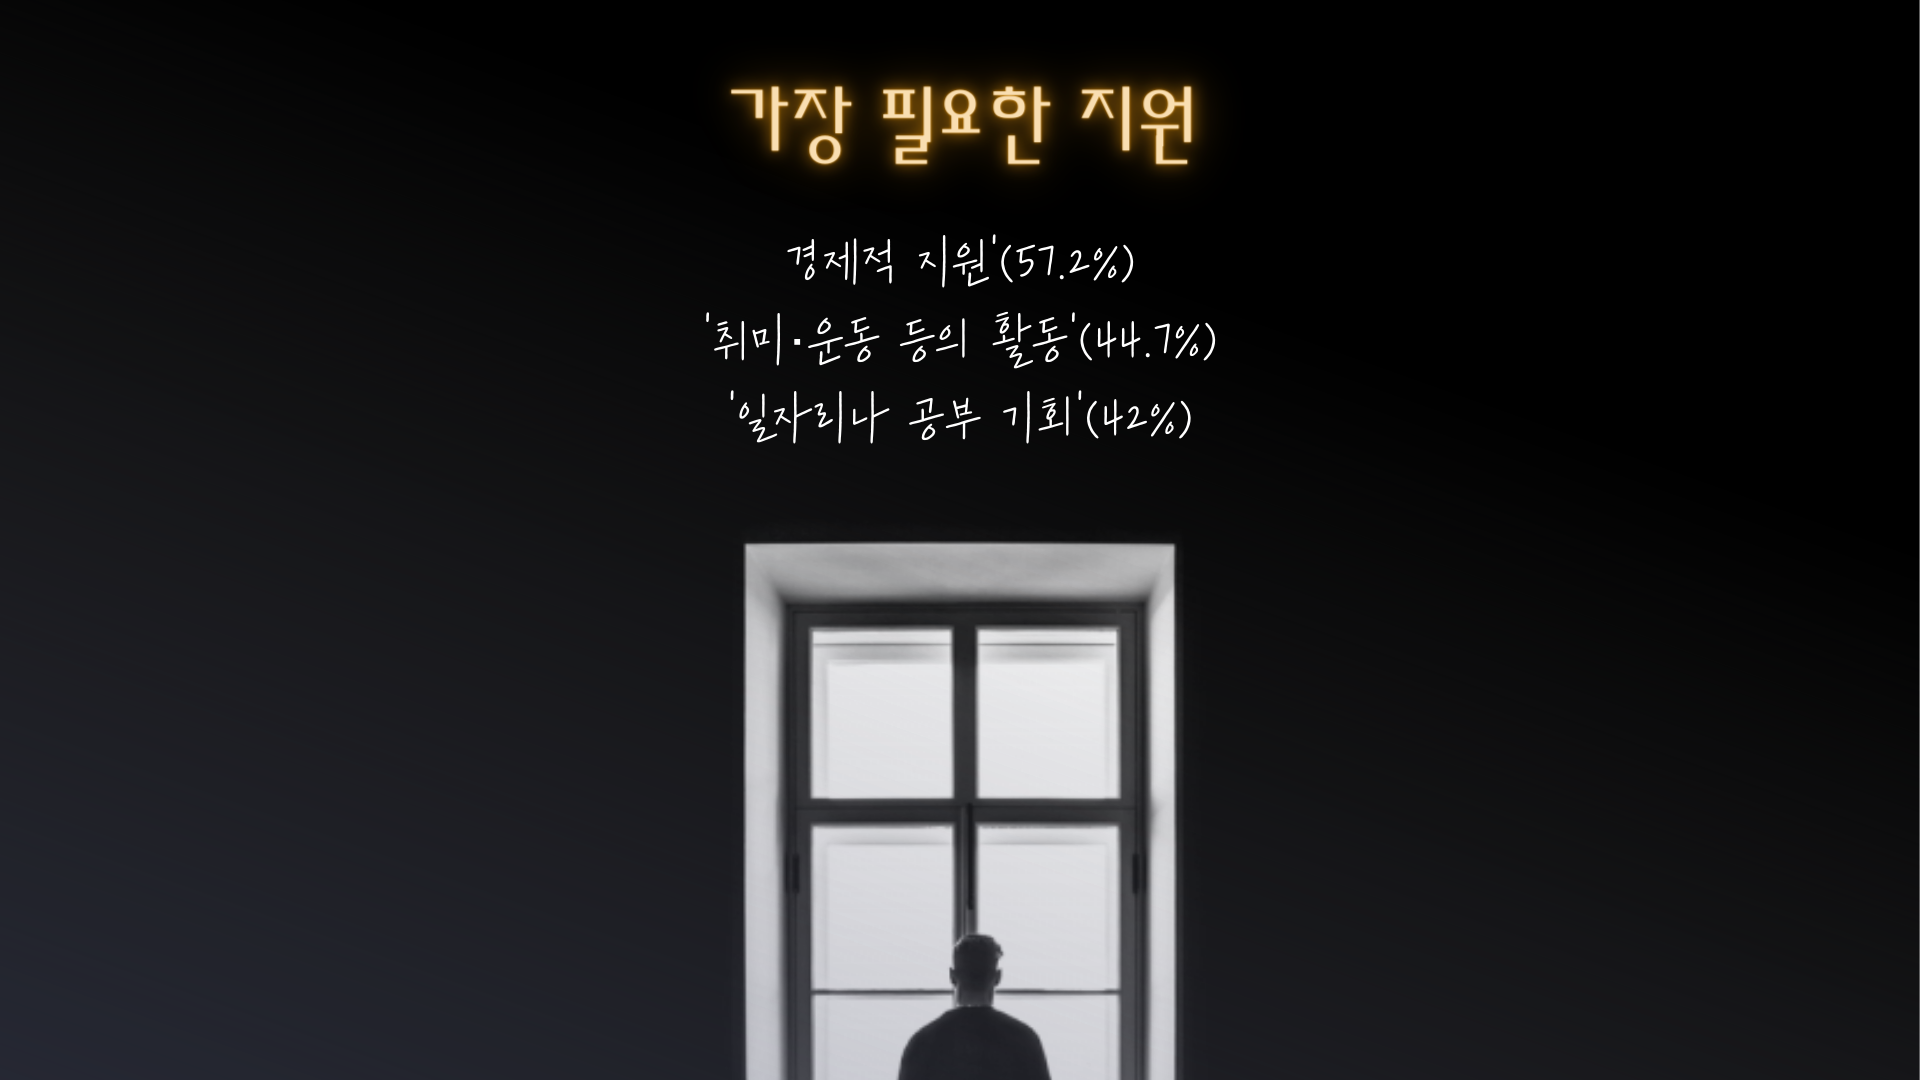 가장 필요한 지원
경제적 지원'(57.2%)
'취미·운동 등의 활동'(44.7%)
'일자리나 공부 기회'(42%)